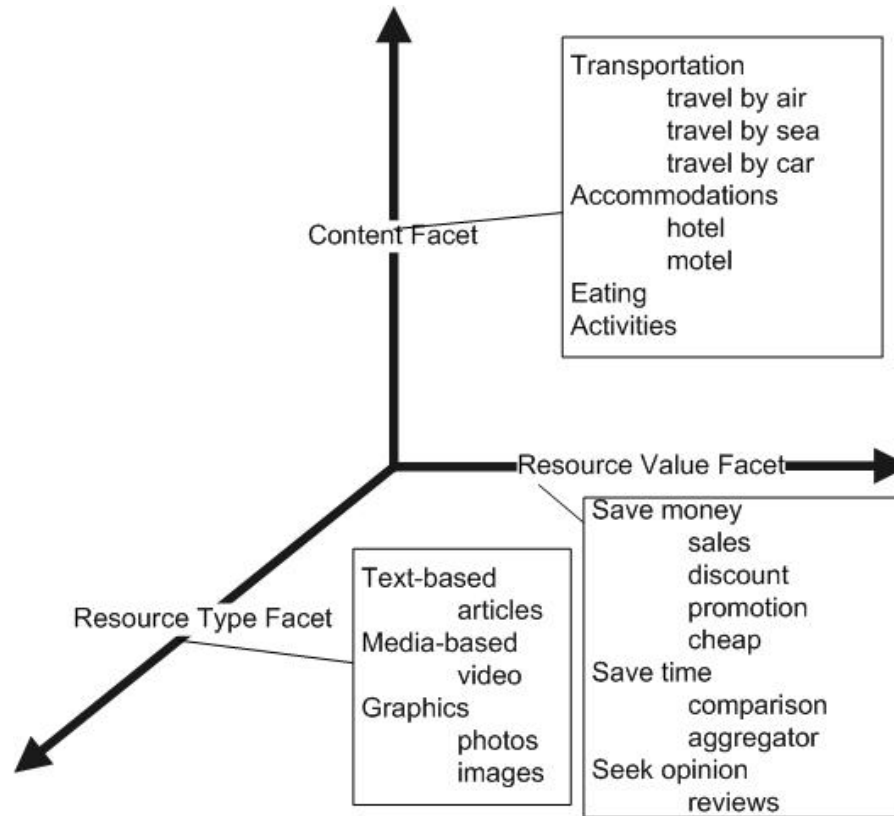 Transportation
travel by air
travel by sea
travel by car
Accommodations
hotel
motel
Eating
Activities
Content Facet
Resource Value Facet
Save money
sales
discount
promotion
cheap
Save time
comparison
aggregator
Seek opinion
reviews
Resource Type Facet
Text-based
articles
Media-based
video
Graphics
photos
images